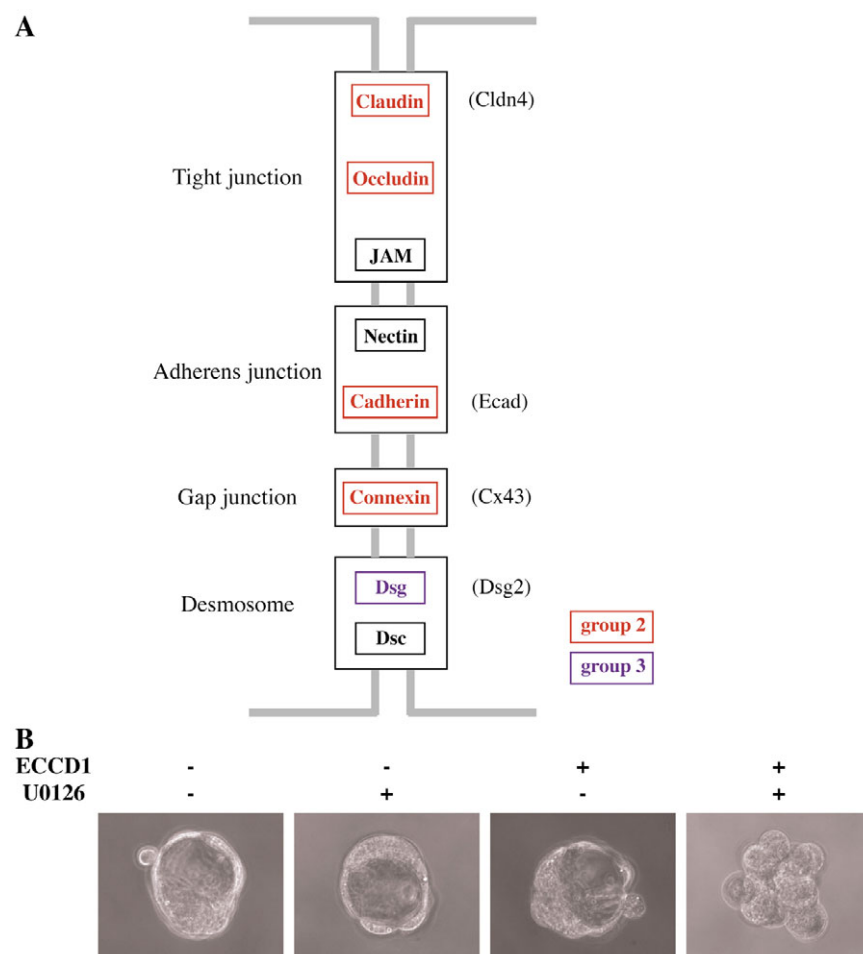 A
Claudin (Cldn4)
Tight junction Occludin
JAM
Nectin
Adherens junction
Cadherin (Ecad)
Gap junction Connexin (Cx43)
Dsg (Dsg2)
Desmosome
Dsc
group 2
group 3
B
ECCD1 - - + +
U0126 - + - +